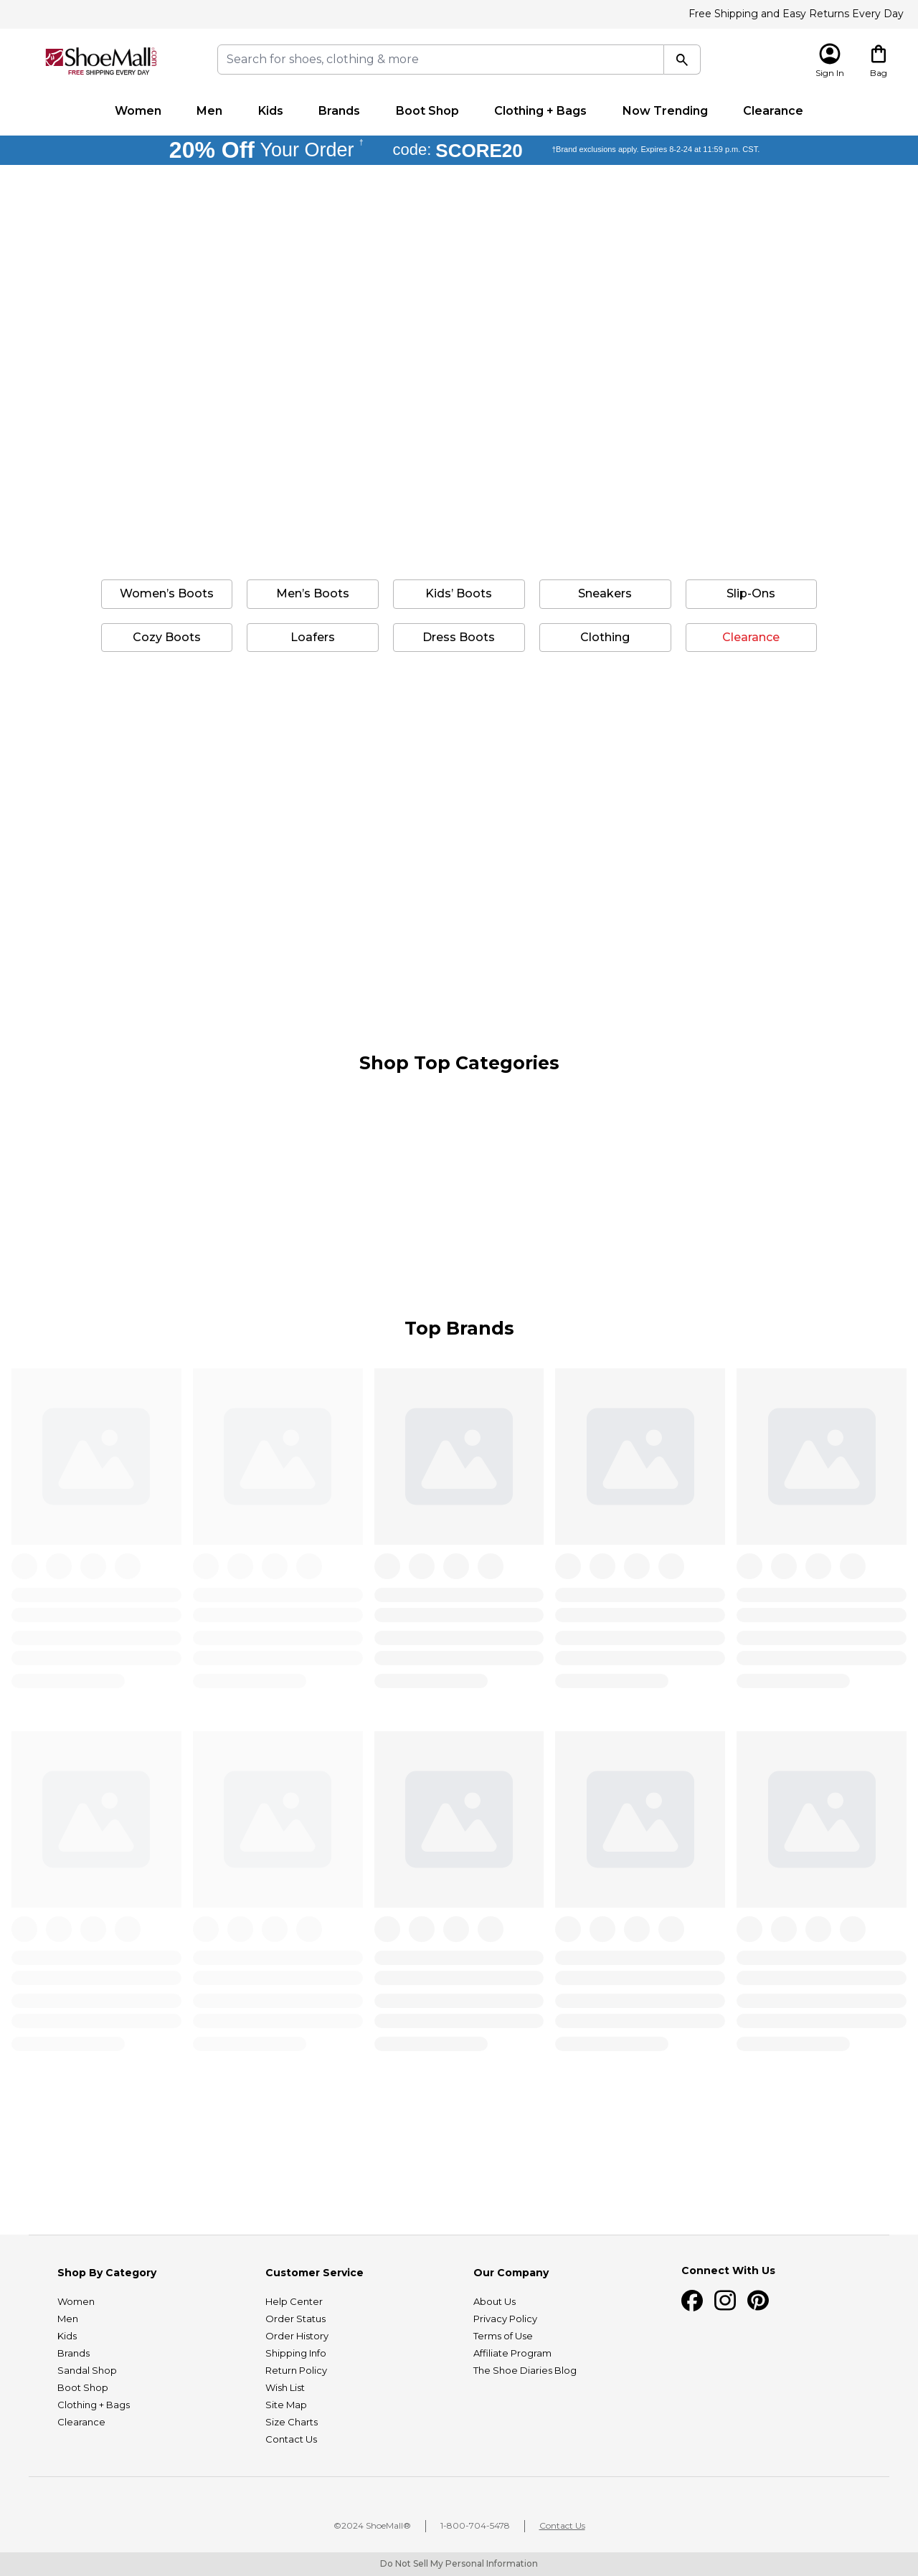 Free Shipping and Easy Returns Every Day
ShoeMall.com
FREE SHIPPING EVERY DAY
Search for shoes, clothing & more
Sign In
Bag
Women Men Kids Brands Boot Shop Clothing + Bags Now Trending Clearance
20% Off Your Order † code: SCORE20 †Brand exclusions apply. Expires 8-2-24 at 11:59 p.m. CST.
Women's Boots Men's Boots Kids' Boots Sneakers Slip-Ons
Cozy Boots Loafers Dress Boots Clothing Clearance
Shop Top Categories
Top Brands
Shop By Category
Women
Men
Kids
Brands
Sandal Shop
Boot Shop
Clothing + Bags
Clearance
Customer Service
Help Center
Order Status
Order History
Shipping Info
Return Policy
Wish List
Site Map
Size Charts
Contact Us
Our Company
About Us
Privacy Policy
Terms of Use
Affiliate Program
The Shoe Diaries Blog
Connect With Us
©2024 ShoeMall® 1-800-704-5478 Contact Us
Do Not Sell My Personal Information